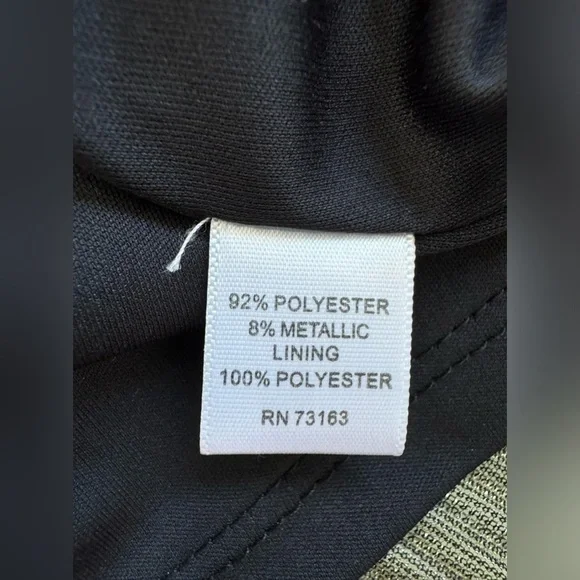 92% POLYESTER
8% METALLIC
LINING
100% POLYESTER
RN 73163